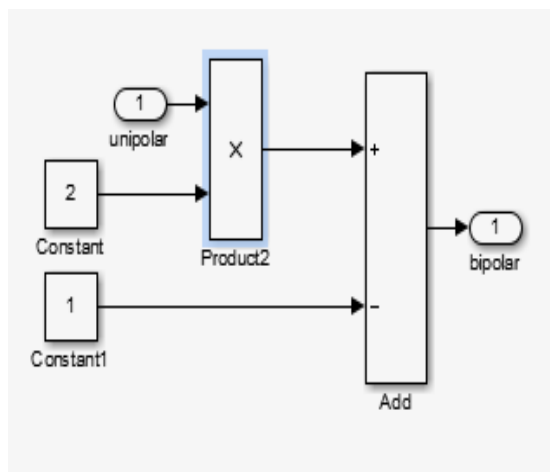 1
unipolar
2
Constant
X
Product2
1
Constant1
+
−
Add
1
bipolar